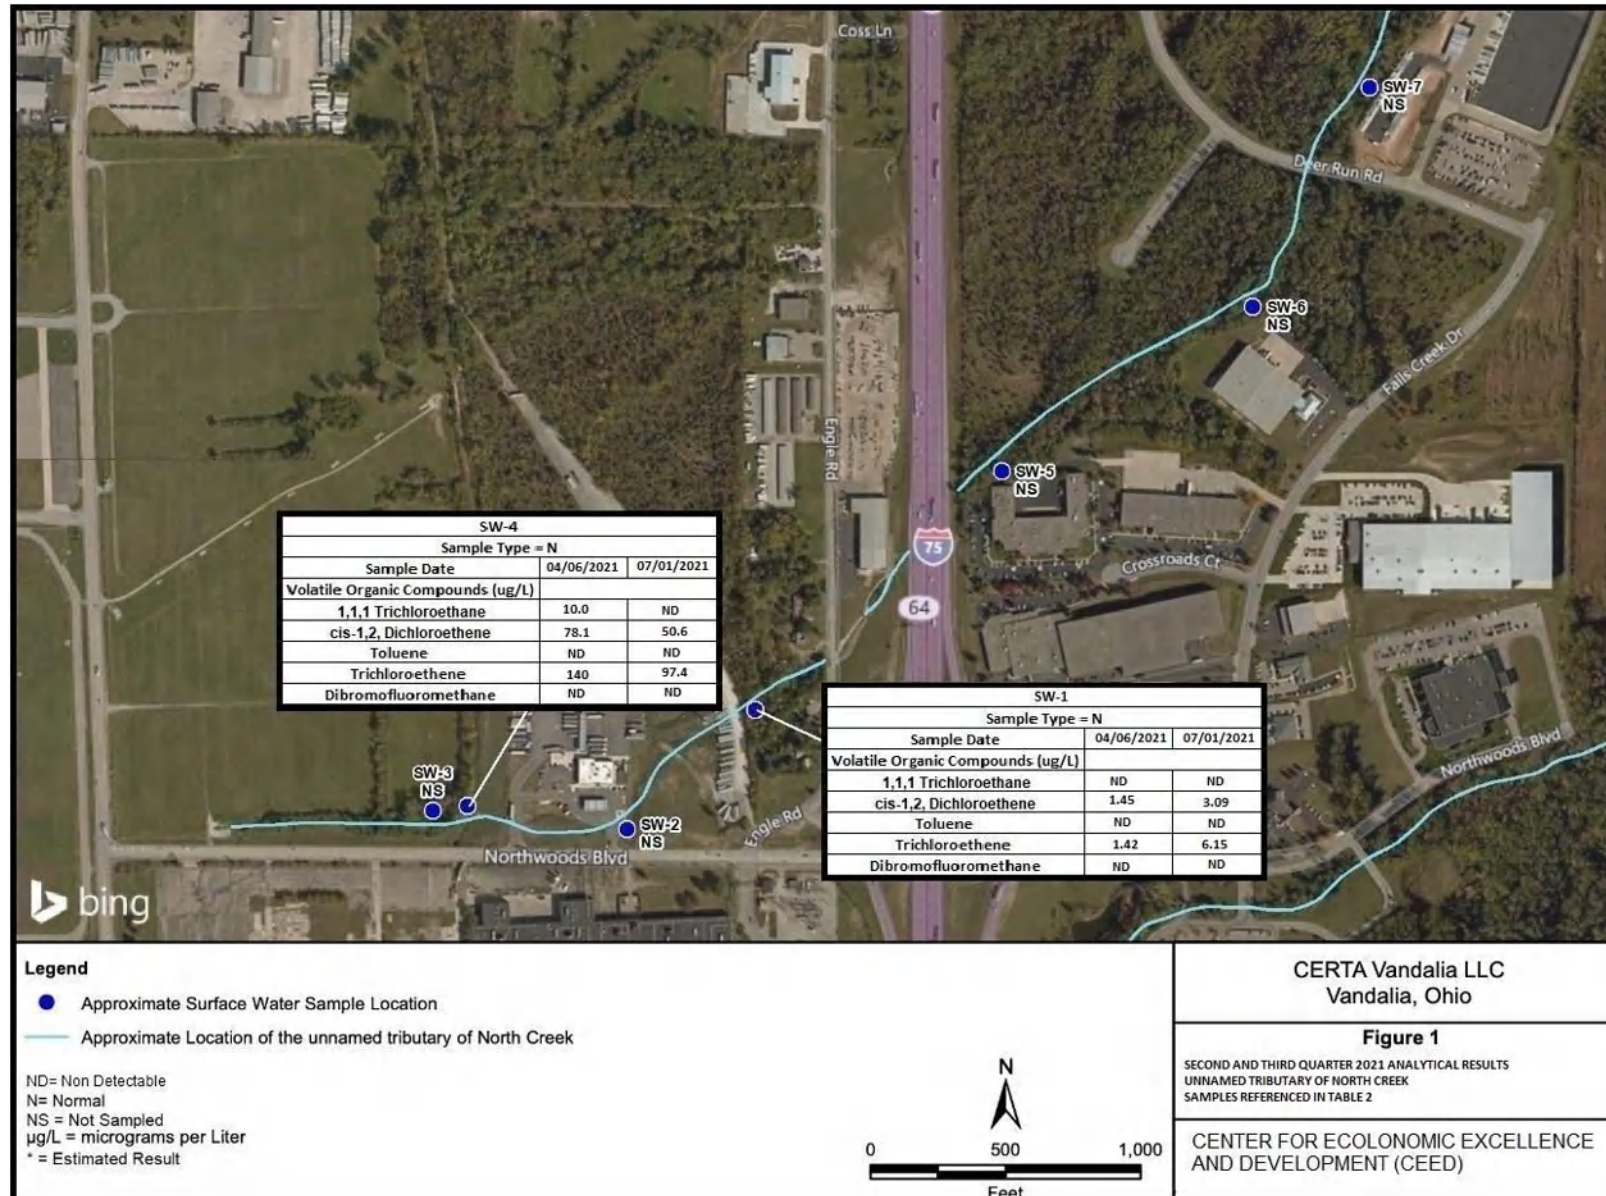 Coss Ln
SW-7
NS
Deer Run Rd
SW-6
NS
Falls Creek Dr
Engle Rd
SW-5
NS
75
Crossroads Ct
64
SW-4
Sample Type = N
Sample Date 04/06/2021 07/01/2021
Volatile Organic Compounds (ug/L)
1,1,1 Trichloroethane 10.0 ND
cis-1,2, Dichloroethene 78.1 50.6
Toluene ND ND
Trichloroethene 140 97.4
Dibromofluoromethane ND ND
SW-1
Sample Type = N
Sample Date 04/06/2021 07/01/2021
Volatile Organic Compounds (ug/L)
1,1,1 Trichloroethane ND ND
cis-1,2, Dichloroethene 1.45 3.09
Toluene ND ND
Trichloroethene 1.42 6.15
Dibromofluoromethane ND ND
Northwoods Blvd
SW-3
NS
SW-2
NS
Engle Rd
Northwoods Blvd
bing
Legend
Approximate Surface Water Sample Location
Approximate Location of the unnamed tributary of North Creek
ND= Non Detectable
N= Normal
NS = Not Sampled
µg/L = micrograms per Liter
* = Estimated Result
N
0 500 1,000
Feet
CERTA Vandalia LLC
Vandalia, Ohio
Figure 1
SECOND AND THIRD QUARTER 2021 ANALYTICAL RESULTS
UNNAMED TRIBUTARY OF NORTH CREEK
SAMPLES REFERENCED IN TABLE 2
CENTER FOR ECOLONOMIC EXCELLENCE
AND DEVELOPMENT (CEED)